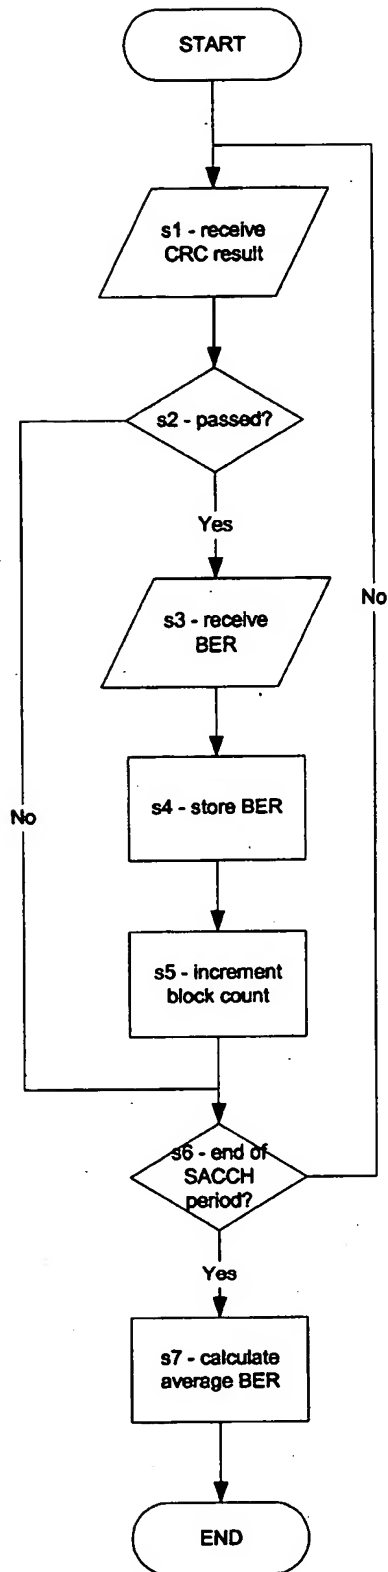 START
s1 - receive
CRC result
s2 - passed?
Yes
No
s3 - receive
BER
s4 - store BER
No
s5 - increment
block count
s6 - end of
SACCH
period?
Yes
s7 - calculate
average BER
END